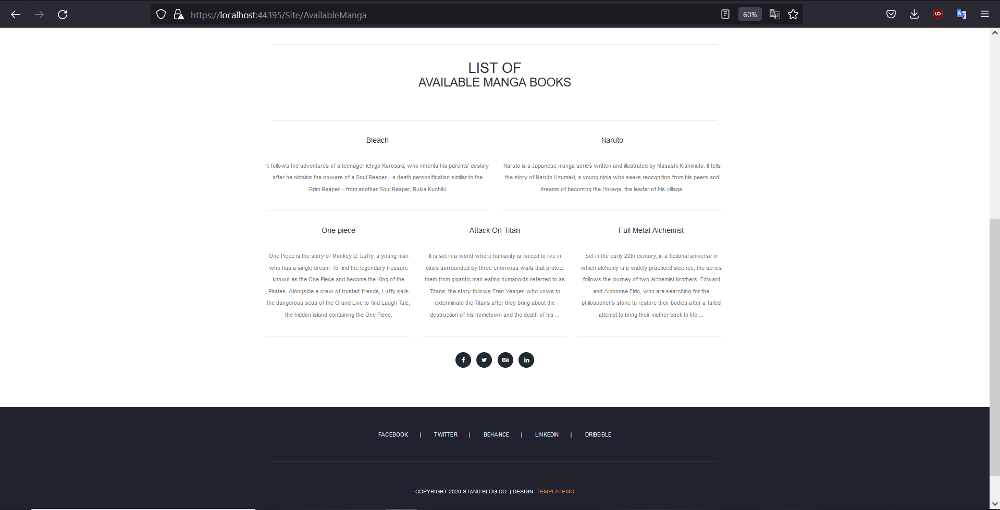 https://localhost:44395/Site/AvailableManga
60%
LIST OF
AVAILABLE MANGA BOOKS
Bleach
It follows the adventures of a teenager Ichigo Kurosaki, who inherits his parents' destiny
after he obtains the powers of a Soul Reaper—a death personification similar to the
Grim Reaper—from another Soul Reaper, Rukia Kuchiki.
Naruto
Naruto is a Japanese manga series written and illustrated by Masashi Kishimoto. It tells
the story of Naruto Uzumaki, a young ninja who seeks recognition from his peers and
dreams of becoming the Hokage, the leader of his village.
One piece
One Piece is the story of Monkey D. Luffy, a young man
who has a single dream: To find the legendary treasure
known as the One Piece and become the King of the
Pirates. Alongside a crew of trusted friends, Luffy sails
the dangerous seas of the Grand Line to find Laugh Tale,
the hidden island containing the One Piece.
Attack On Titan
It is set in a world where humanity is forced to live in
cities surrounded by three enormous walls that protect
them from gigantic man-eating humanoids referred to as
Titans; the story follows Eren Yeager, who vows to
exterminate the Titans after they bring about the
destruction of his hometown and the death of his ...
Full Metal Alchemist
Set in the early 20th century, in a fictional universe in
which alchemy is a widely practiced science, the series
follows the journey of two alchemist brothers, Edward
and Alphonse Elric, who are searching for the
philosopher's stone to restore their bodies after a failed
attempt to bring their mother back to life ...
FACEBOOK | TWITTER | BEHANCE | LINKEDIN | DRIBBBLE
COPYRIGHT 2020 STAND BLOG CO. | DESIGN: TEMPLATEMO